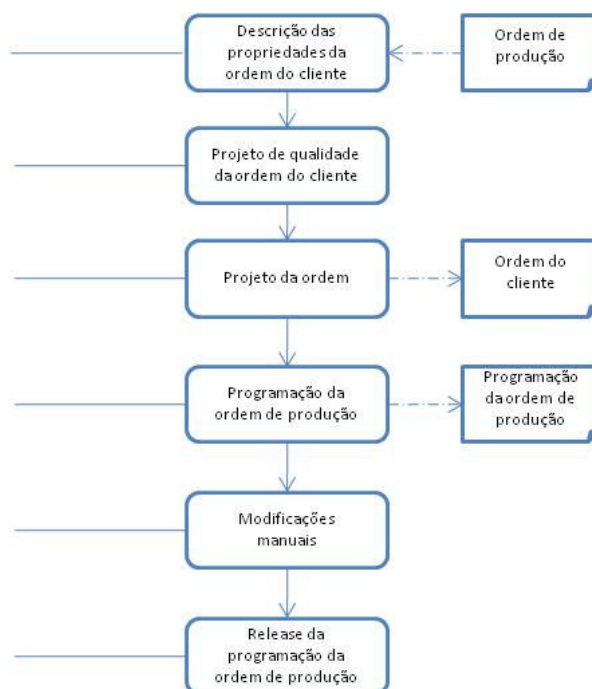 Descrição das
propriedades da
ordem do cliente
Ordem de
produção
Projeto de qualidade
da ordem do cliente
Projeto da ordem
Ordem do
cliente
Programação da
ordem de produção
Programação
da ordem de
produção
Modificações
manuais
Release da
programação da
ordem de produção